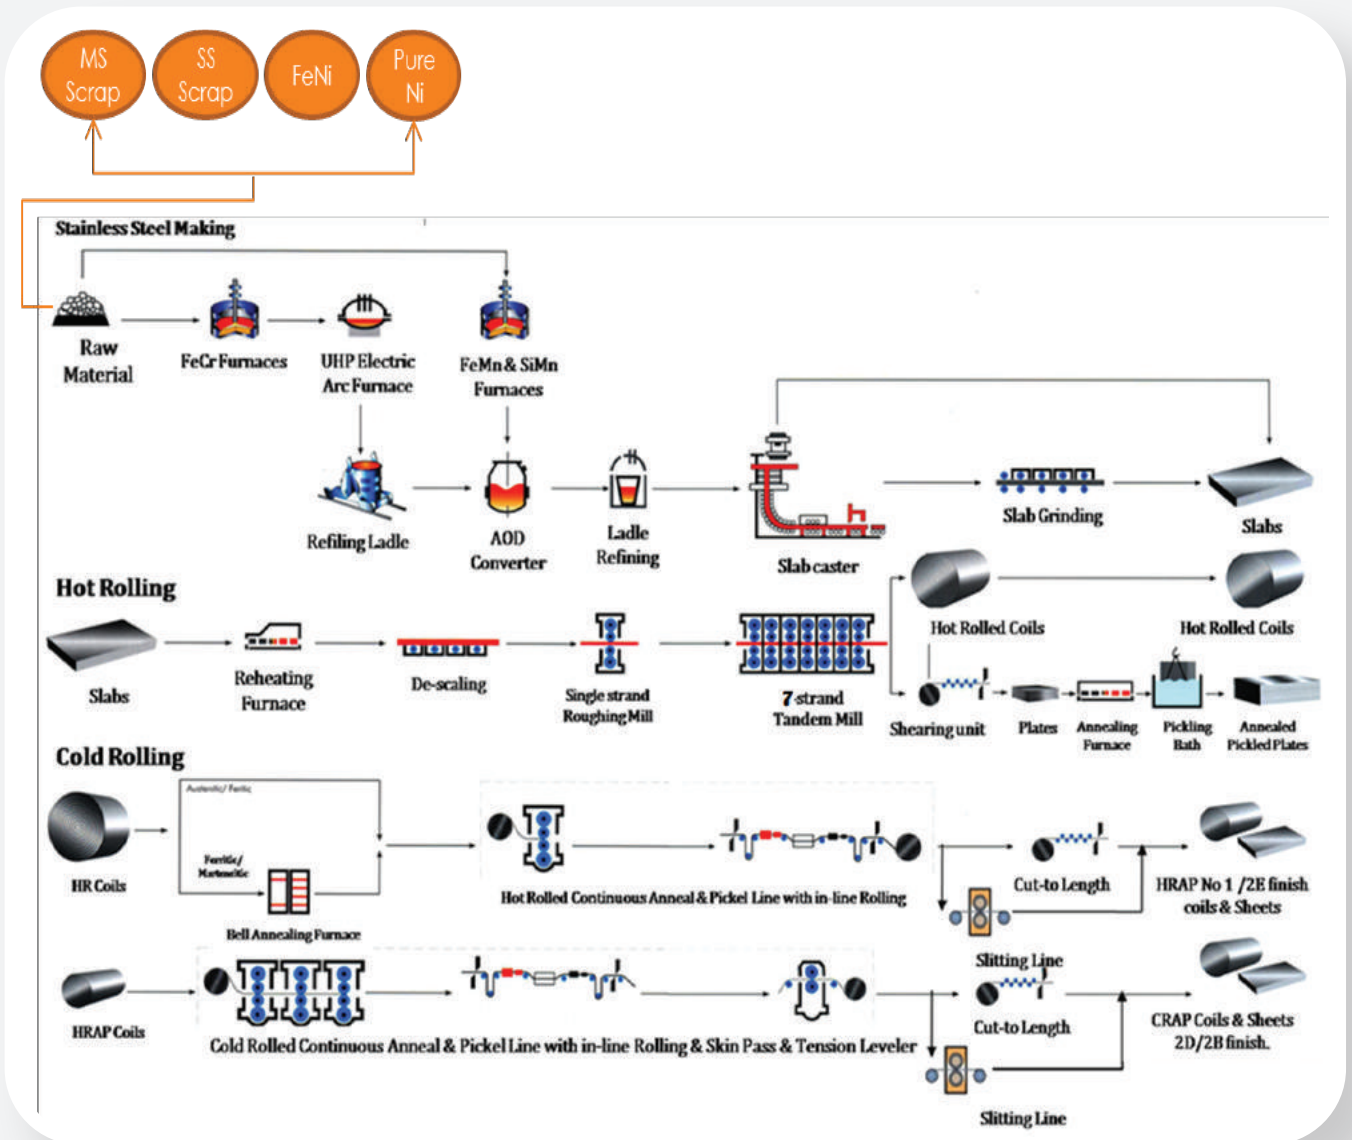 MS
Scrap
SS
Scrap
FeNi
Pure
Ni
Stainless Steel Making
Raw
Material
FeCr Furnaces
UHP Electric
Arc Furnace
FeMn & SiMn
Furnaces
Refiling Ladle
AOD
Converter
Ladle
Refining
Slab caster
Slab Grinding
Slabs
Hot Rolling
Slabs
Reheating
Furnace
De-scaling
Single strand
Roughing Mill
7-strand
Tandem Mill
Hot Rolled Coils
Hot Rolled Coils
Shearing unit
Plates
Annealing
Furnace
Pickling
Bath
Annealed
Pickled Plates
Cold Rolling
HR Coils
Austenitic/ Feritic
Ferritic/
Martensitic
Bell Annealing Furnace
Hot Rolled Continuous Anneal & Pickel Line with in-line Rolling
Cut-to Length
Slitting Line
HRAP No 1 /2E finish
coils & Sheets
HRAP Coils
Cold Rolled Continuous Anneal & Pickel Line with in-line Rolling & Skin Pass & Tension Leveler
Cut-to Length
Slitting Line
CRAP Coils & Sheets
2D/2B finish.